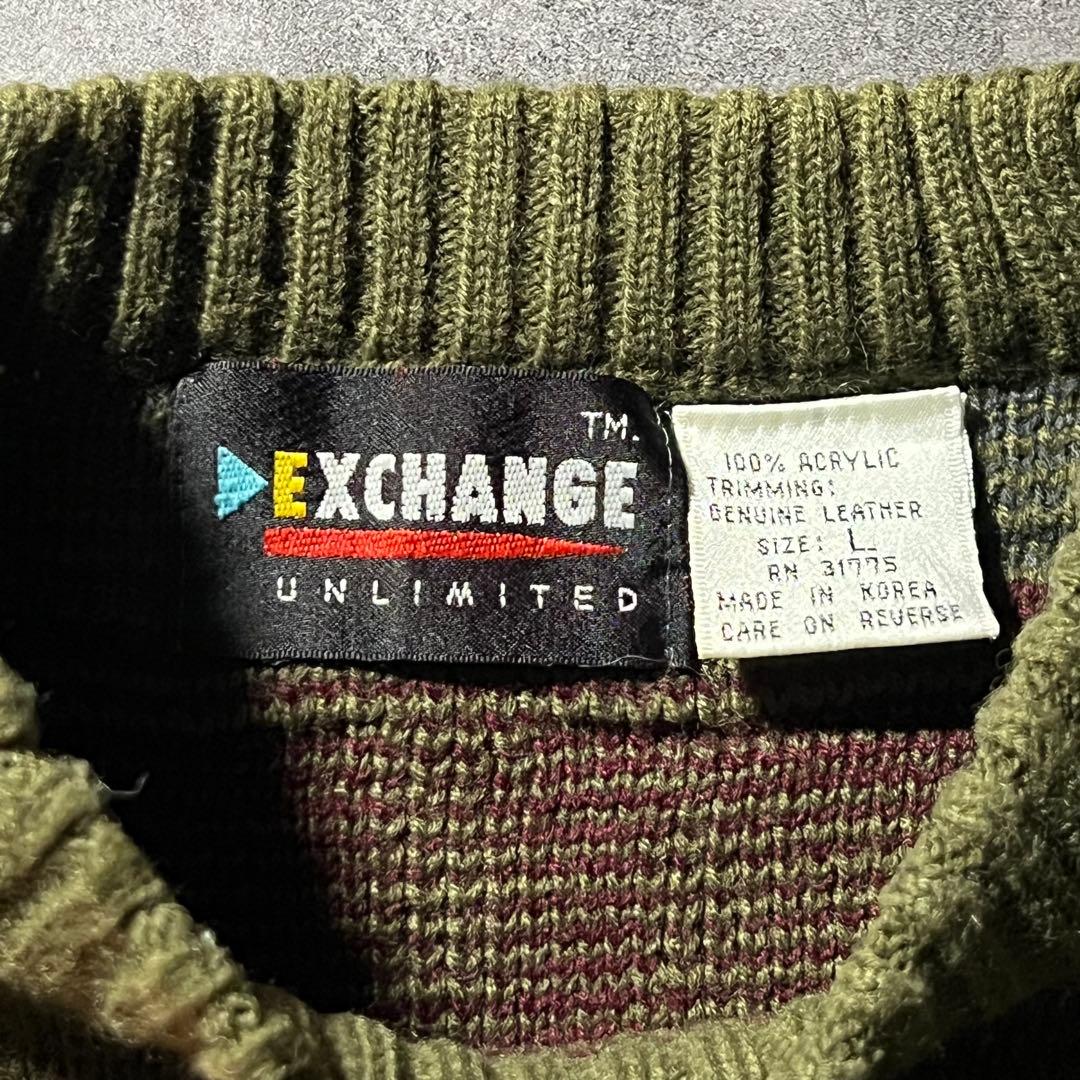 TM.
EXCHANGE
UNLIMITED
100% ACRYLIC
TRIMMING:
GENUINE LEATHER
SIZE: L
RN 31775
MADE IN KOREA
CARE ON REVERSE